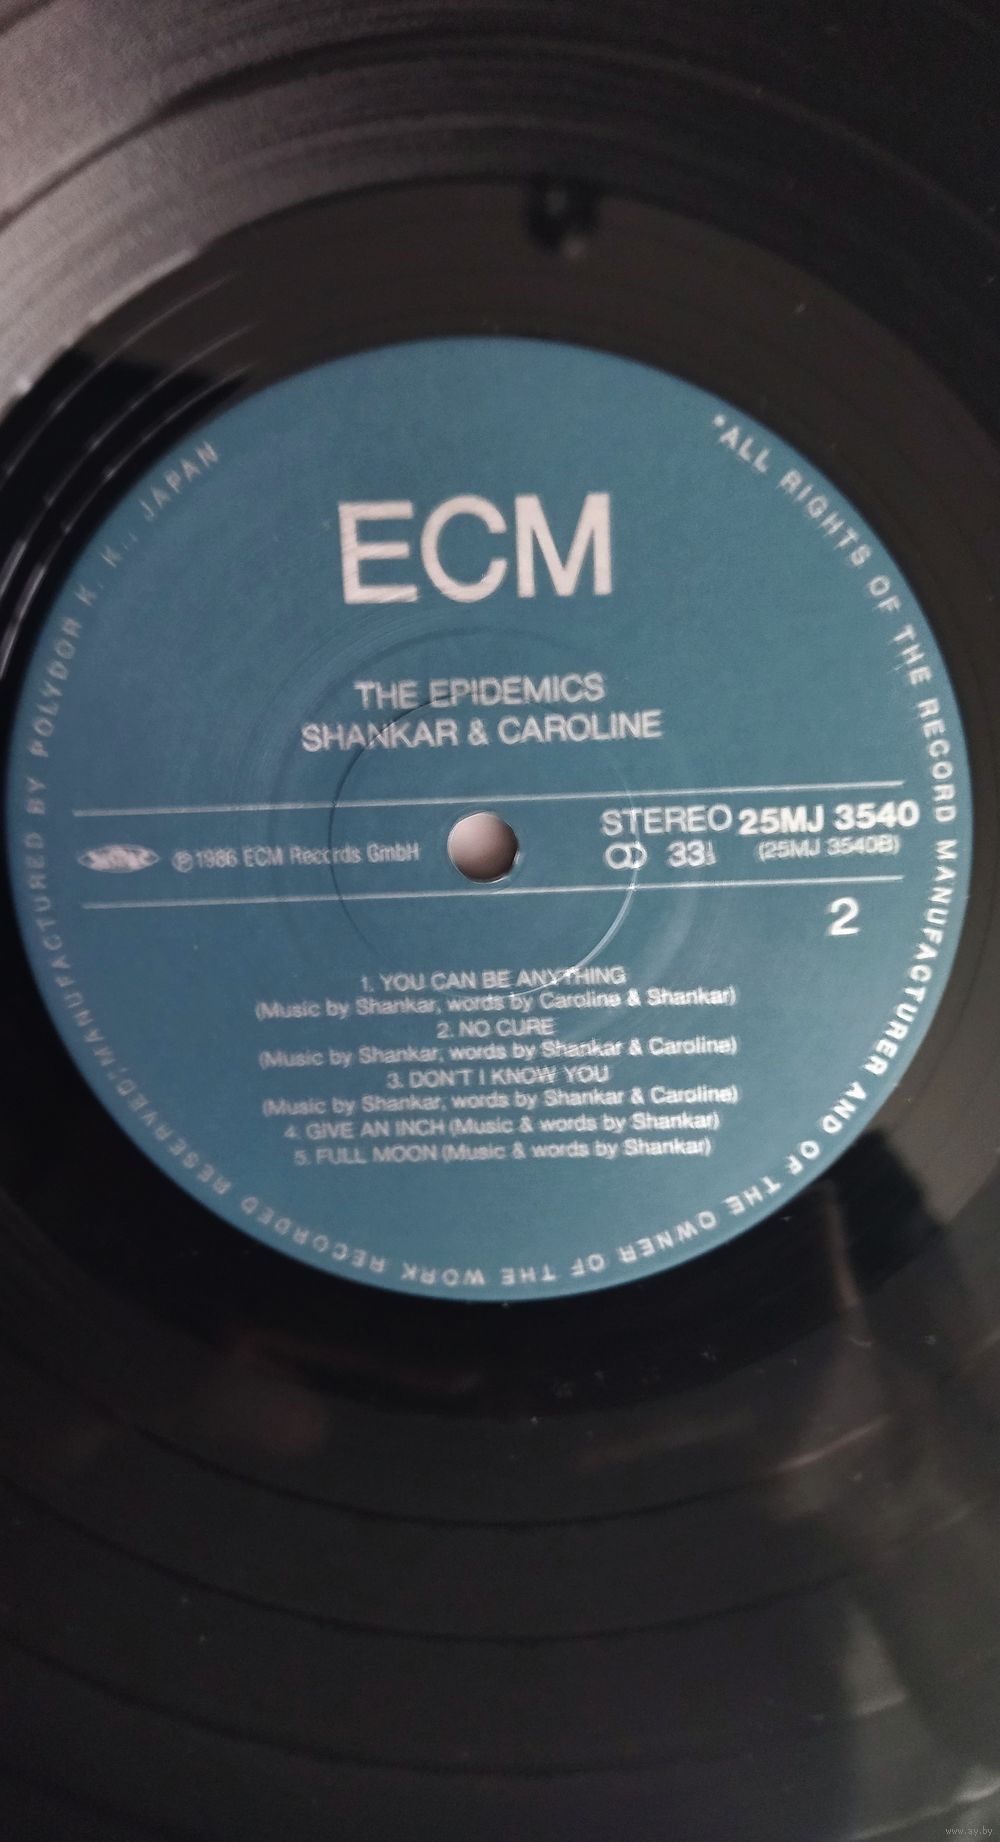 ECM
THE EPIDEMICS
SHANKAR & CAROLINE
℗1986 ECM Records GmbH
STEREO 25MJ 3540
33⅓ (25MJ 3540B)
2
1. YOU CAN BE ANYTHING
(Music by Shankar, words by Caroline & Shankar)
2. NO CURE
(Music by Shankar, words by Shankar & Caroline)
3. DON'T I KNOW YOU
(Music by Shankar, words by Shankar & Caroline)
4. GIVE AN INCH (Music & words by Shankar)
5. FULL MOON (Music & words by Shankar)
*ALL RIGHTS OF THE RECORD MANUFACTURER AND OF THE OWNER OF THE WORK RECORDED RESERVED! MANUFACTURED BY POLYDOR K. K., JAPAN
www.ay.by